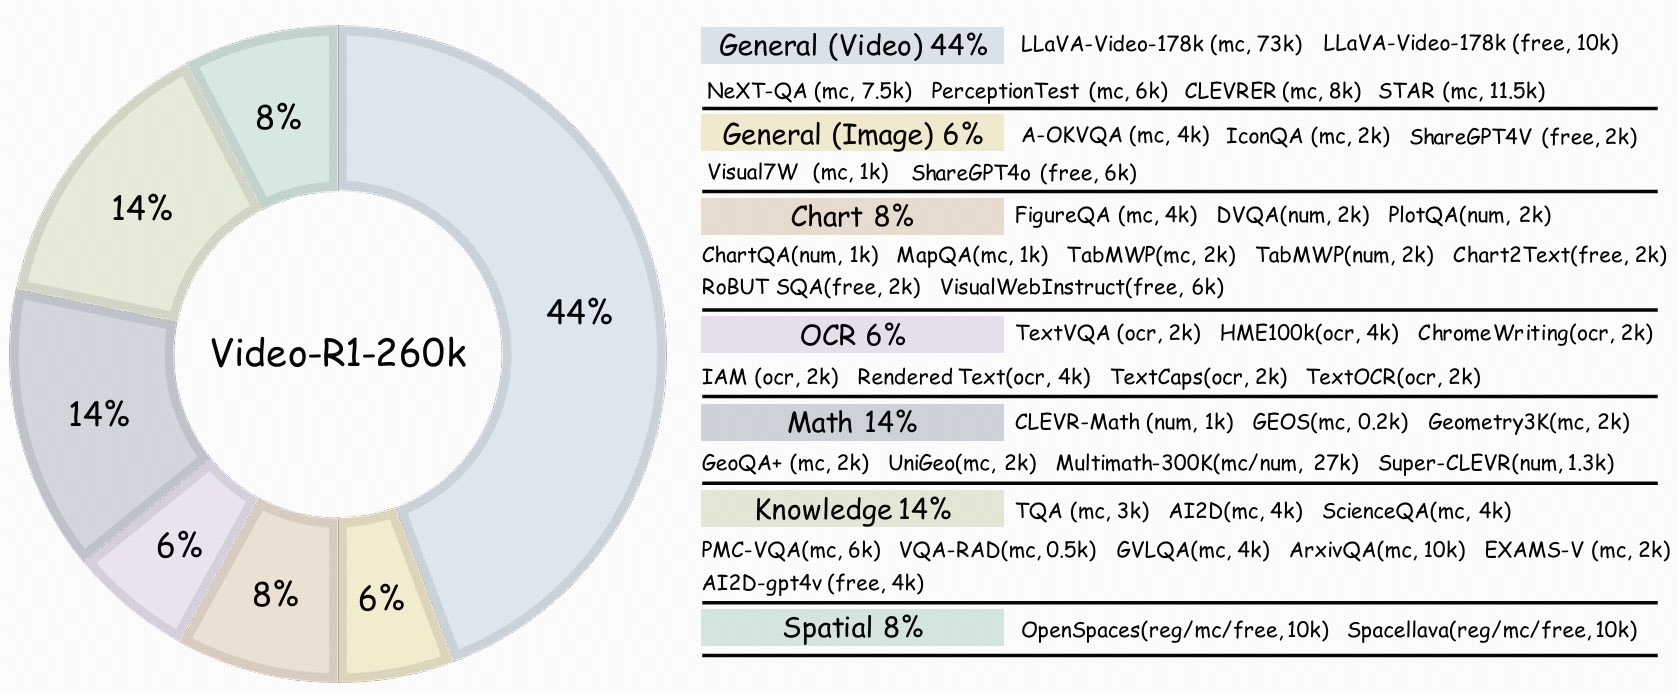 8%
14%
44%
Video-R1-260k
14%
6%
8%
6%
General (Video) 44% LLaVA-Video-178k (mc, 73k) LLaVA-Video-178k (free, 10k)
NeXT-QA (mc, 7.5k) PerceptionTest (mc, 6k) CLEVRER (mc, 8k) STAR (mc, 11.5k)
General (Image) 6% A-OKVQA (mc, 4k) IconQA (mc, 2k) ShareGPT4V (free, 2k)
Visual7W (mc, 1k) ShareGPT4o (free, 6k)
Chart 8% FigureQA (mc, 4k) DVQA(num, 2k) PlotQA(num, 2k)
ChartQA(num, 1k) MapQA(mc, 1k) TabMWP(mc, 2k) TabMWP(num, 2k) Chart2Text(free, 2k)
RoBUT SQA(free, 2k) VisualWebInstruct(free, 6k)
OCR 6% TextVQA (ocr, 2k) HME100k(ocr, 4k) ChromeWriting(ocr, 2k)
IAM (ocr, 2k) Rendered Text(ocr, 4k) TextCaps(ocr, 2k) TextOCR(ocr, 2k)
Math 14% CLEVR-Math (num, 1k) GEOS(mc, 0.2k) Geometry3K(mc, 2k)
GeoQA+ (mc, 2k) UniGeo(mc, 2k) Multimath-300K(mc/num, 27k) Super-CLEVR(num, 1.3k)
Knowledge 14% TQA (mc, 3k) AI2D(mc, 4k) ScienceQA(mc, 4k)
PMC-VQA(mc, 6k) VQA-RAD(mc, 0.5k) GVLQA(mc, 4k) ArxivQA(mc, 10k) EXAMS-V (mc, 2k)
AI2D-gpt4v (free, 4k)
Spatial 8% OpenSpaces(reg/mc/free, 10k) Spacellava(reg/mc/free, 10k)